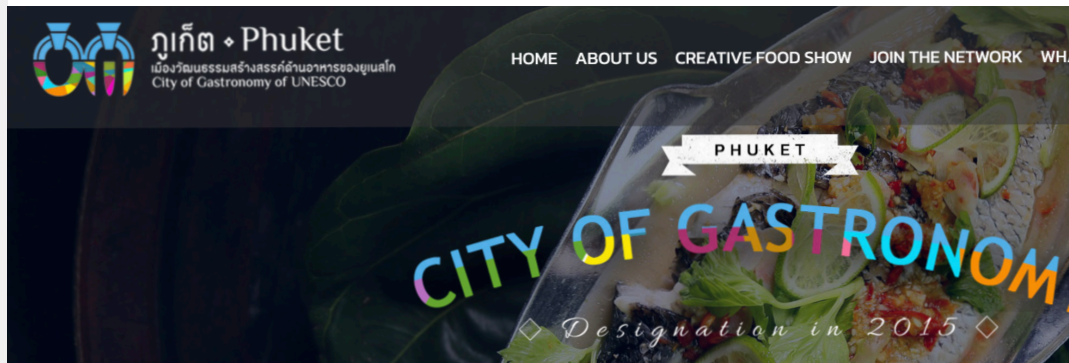 ภูเก็ต ⬥ Phuket
เมืองวัฒนธรรมสร้างสรรค์ด้านอาหารของยูเนสโก
City of Gastronomy of UNESCO
HOME ABOUT US CREATIVE FOOD SHOW JOIN THE NETWORK WHA
PHUKET
CITY OF GASTRONOM
◇ Designation in 2015 ◇